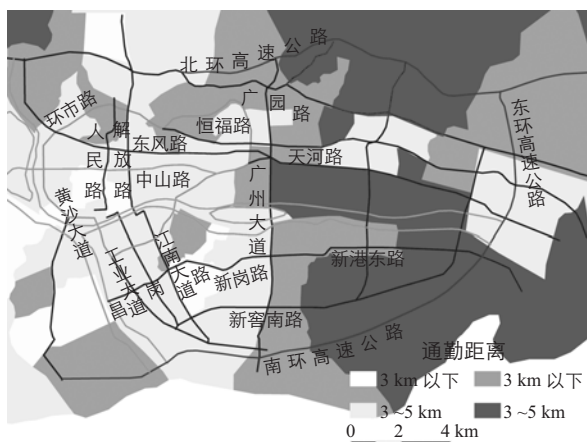 北环高速公路
环市路
广园路
恒福路
人民路
解放路
东风路
天河路
东环高速公路
中山路
黄沙大道
广州大道
工业大道
江南大道
昌岗路
新岗路
新港东路
新窖南路
南环高速公路
通勤距离
3 km 以下 3 km 以下
3 ~5 km 3 ~5 km
0 2 4 km